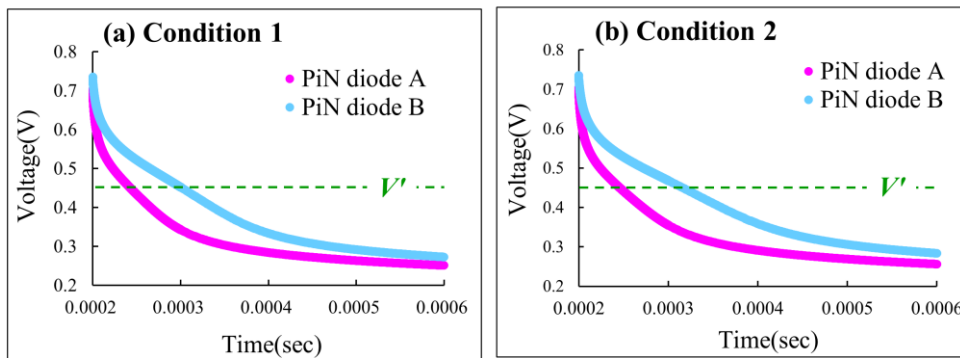 (a) Condition 1
PiN diode A
PiN diode B
V'
Voltage(V)
0.8
0.7
0.6
0.5
0.4
0.3
0.2
0.0002
0.0003
0.0004
0.0005
0.0006
Time(sec)
(b) Condition 2
PiN diode A
PiN diode B
V'
Voltage(V)
0.8
0.7
0.6
0.5
0.4
0.3
0.2
0.0002
0.0003
0.0004
0.0005
0.0006
Time(sec)